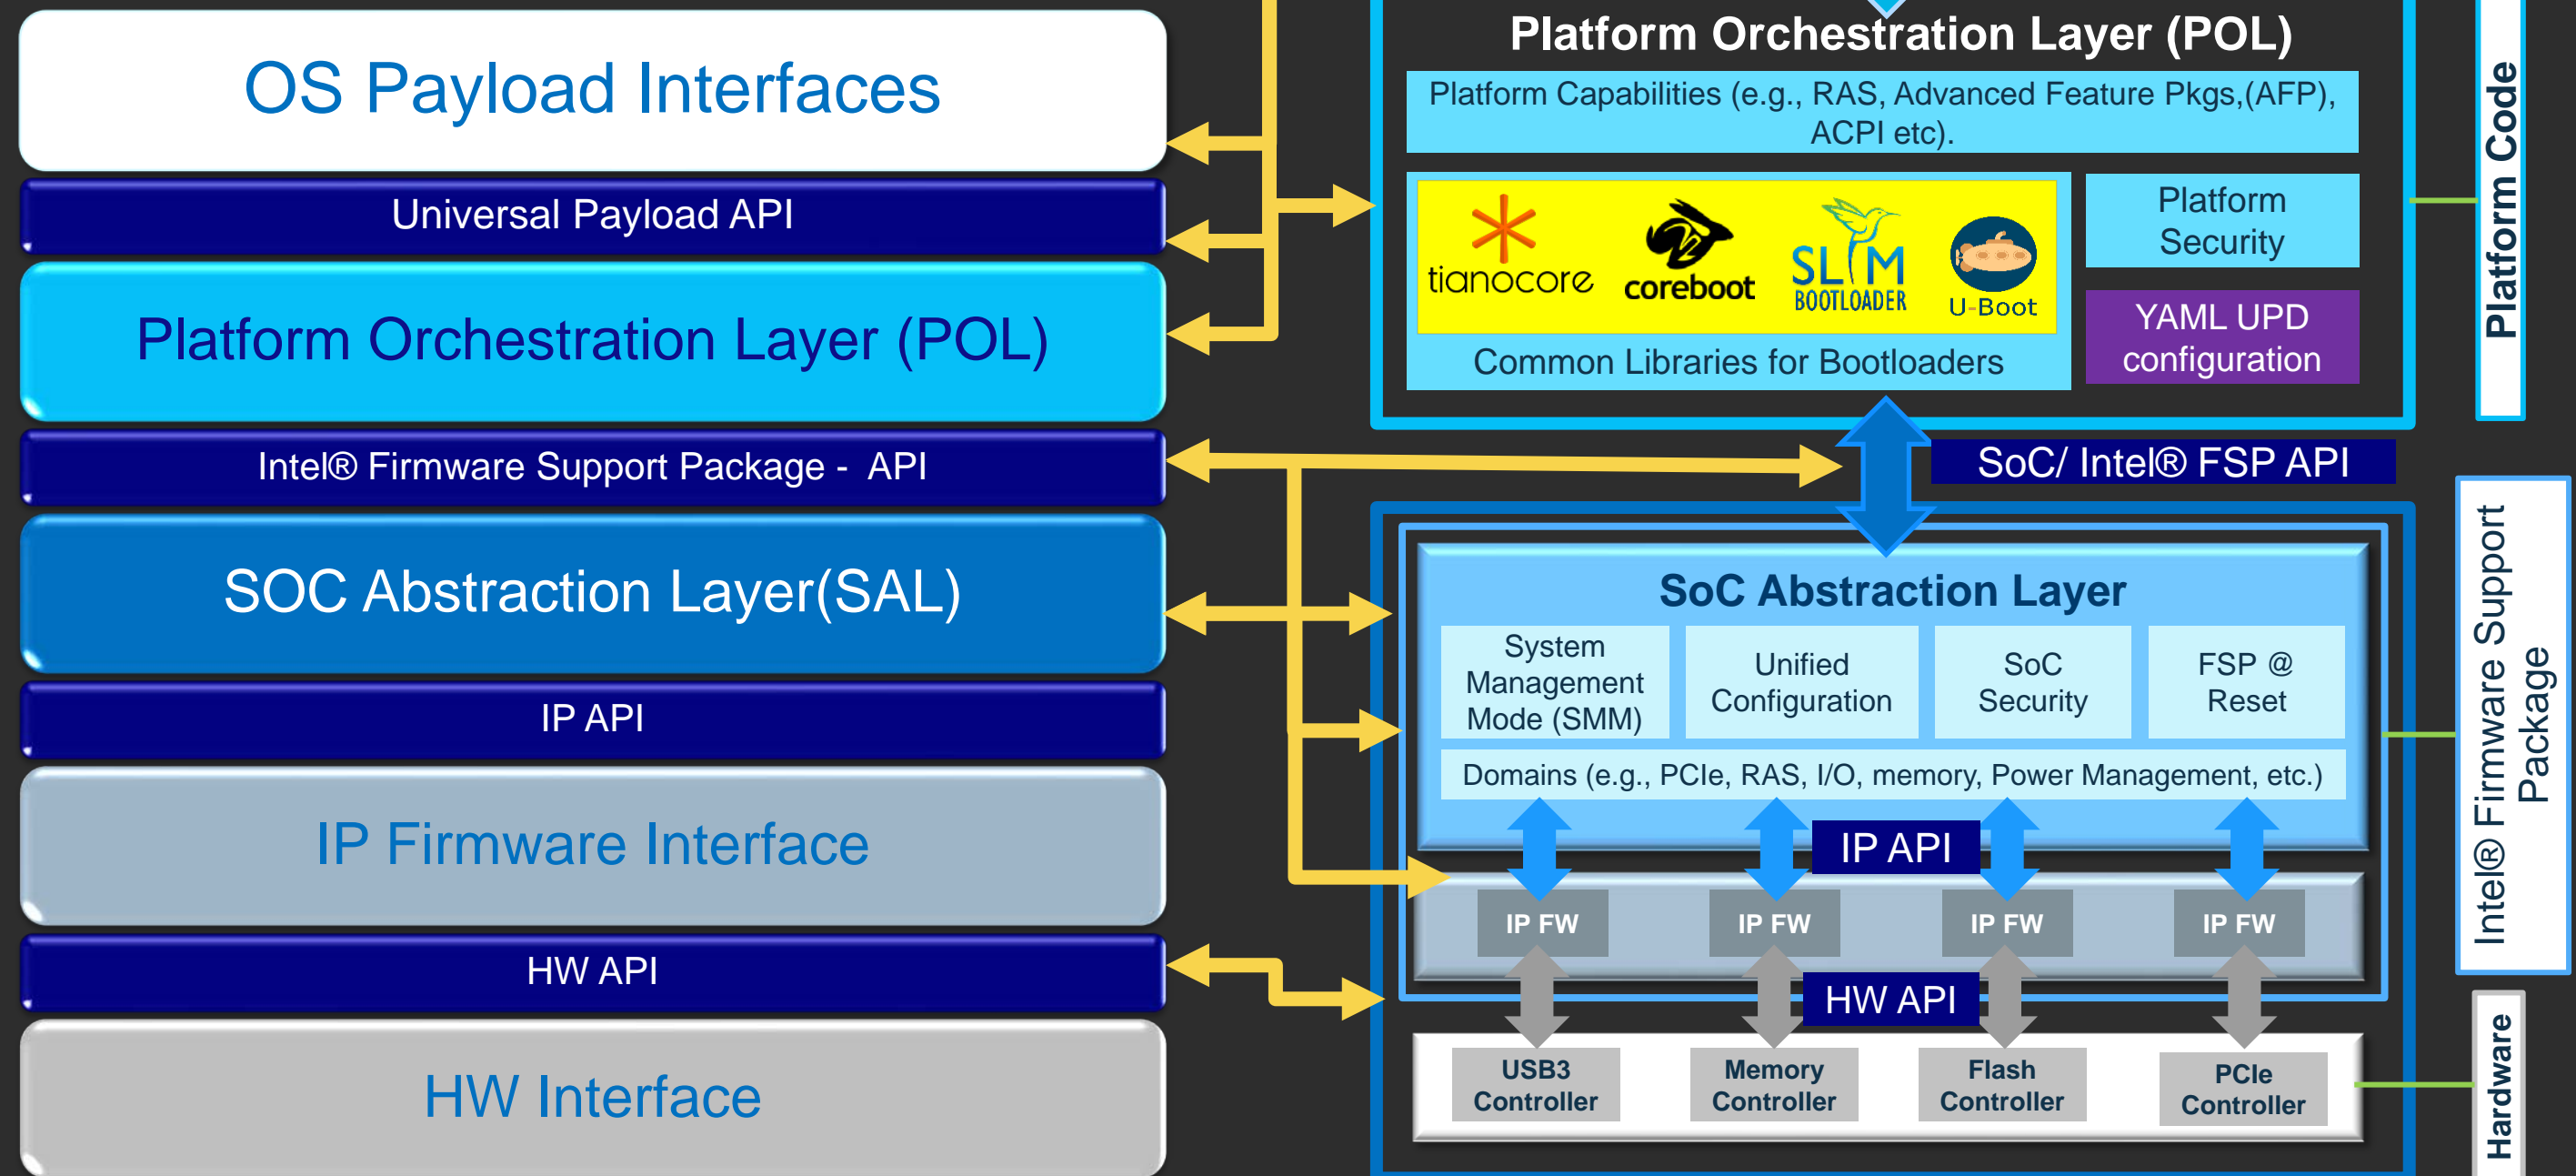 OS Payload Interfaces
Universal Payload API
Platform Orchestration Layer (POL)
Intel® Firmware Support Package - API
SOC Abstraction Layer(SAL)
IP API
IP Firmware Interface
HW API
HW Interface
Platform Orchestration Layer (POL)
Platform Capabilities (e.g., RAS, Advanced Feature Pkgs,(AFP),
ACPI etc).
tianocore
coreboot
SLIM
BOOTLOADER
U-Boot
Common Libraries for Bootloaders
Platform
Security
YAML UPD
configuration
SoC/ Intel® FSP API
SoC Abstraction Layer
System
Management
Mode (SMM)
Unified
Configuration
SoC
Security
FSP @
Reset
Domains (e.g., PCIe, RAS, I/O, memory, Power Management, etc.)
IP API
IP FW
IP FW
IP FW
IP FW
HW API
USB3
Controller
Memory
Controller
Flash
Controller
PCIe
Controller
Platform Code
Intel® Firmware Support
Package
Hardware